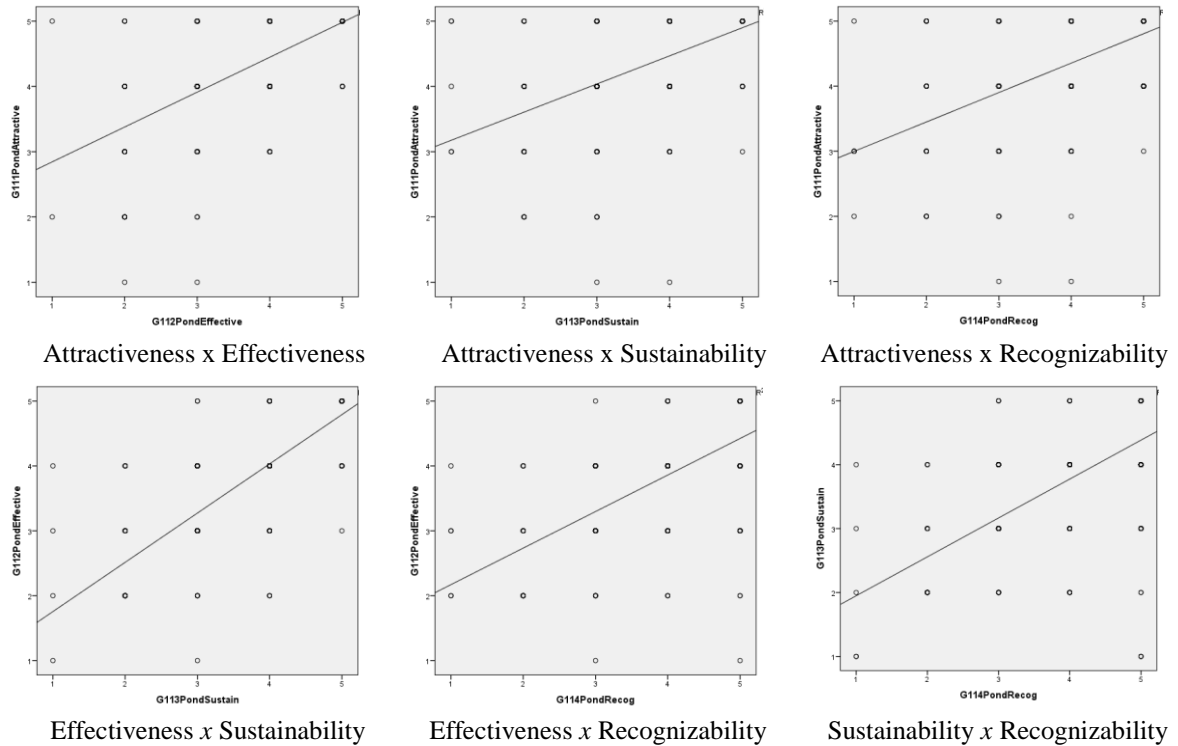 5
4
3
2
1
G111PondAttractive
1 2 3 4 5
G112PondEffective
Attractiveness x Effectiveness
5
4
3
2
1
G111PondAttractive
1 2 3 4 5
G113PondSustain
Attractiveness x Sustainability
5
4
3
2
1
G111PondAttractive
1 2 3 4 5
G114PondRecog
Attractiveness x Recognizability
5
4
3
2
1
G112PondEffective
1 2 3 4 5
G113PondSustain
Effectiveness x Sustainability
5
4
3
2
1
G112PondEffective
1 2 3 4 5
G114PondRecog
Effectiveness x Recognizability
5
4
3
2
1
G113PondSustain
1 2 3 4 5
G114PondRecog
Sustainability x Recognizability